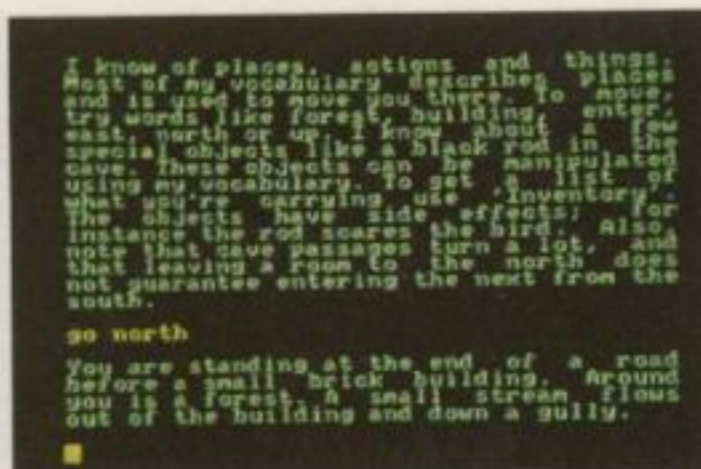 I know of places, actions and things.
Most of my vocabulary describes places
and is used to move you there. To move,
try words like forest, building, enter,
east, north or up. I know about a few
special objects, like a black rod in the
cave. These objects can be manipulated
using my vocabulary. To get a list of
what you're carrying use 'Inventory'.
The objects have side effects; for
instance the rod scares the bird. Also,
note that cave passages turn a lot, and
that leaving a room to the north does
not guarantee entering the next from the
south.
go north
You are standing at the end of a road
before a small brick building. Around
you is a forest. A small stream flows
out of the building and down a gully.